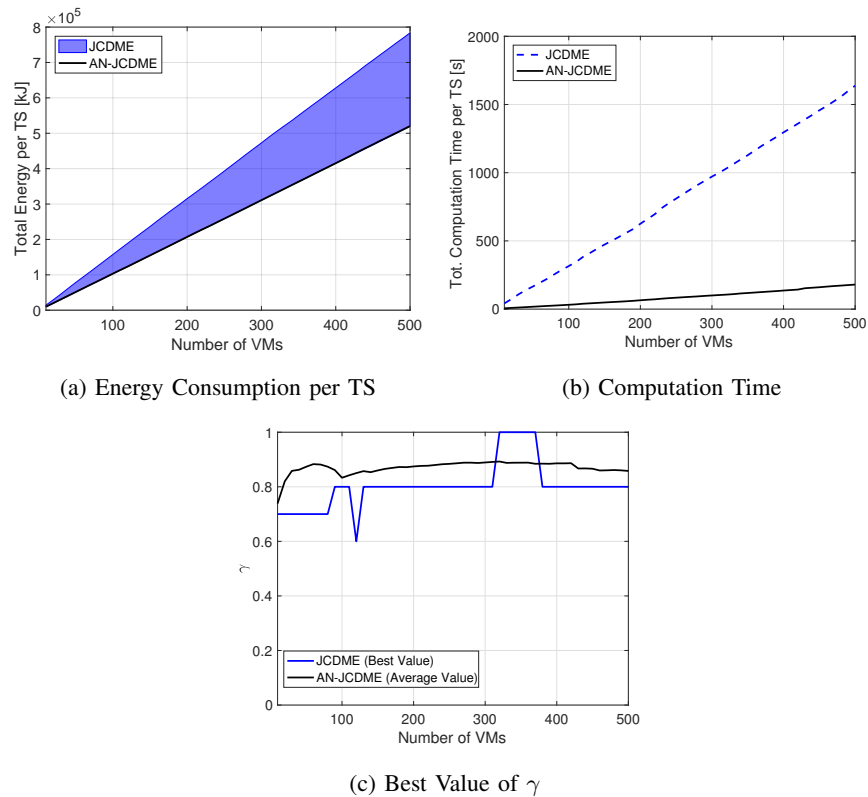 ×10⁵
8
7
6
5
4
3
2
1
0
Total Energy per TS [kJ]
JCDME
AN-JCDME
100 200 300 400 500
Number of VMs
(a) Energy Consumption per TS
2000
1500
1000
500
0
Tot. Computation Time per TS [s]
JCDME
AN-JCDME
100 200 300 400 500
Number of VMs
(b) Computation Time
1
0.8
0.6
0.4
0.2
0
γ
JCDME (Best Value)
AN-JCDME (Average Value)
100 200 300 400 500
Number of VMs
(c) Best Value of γ